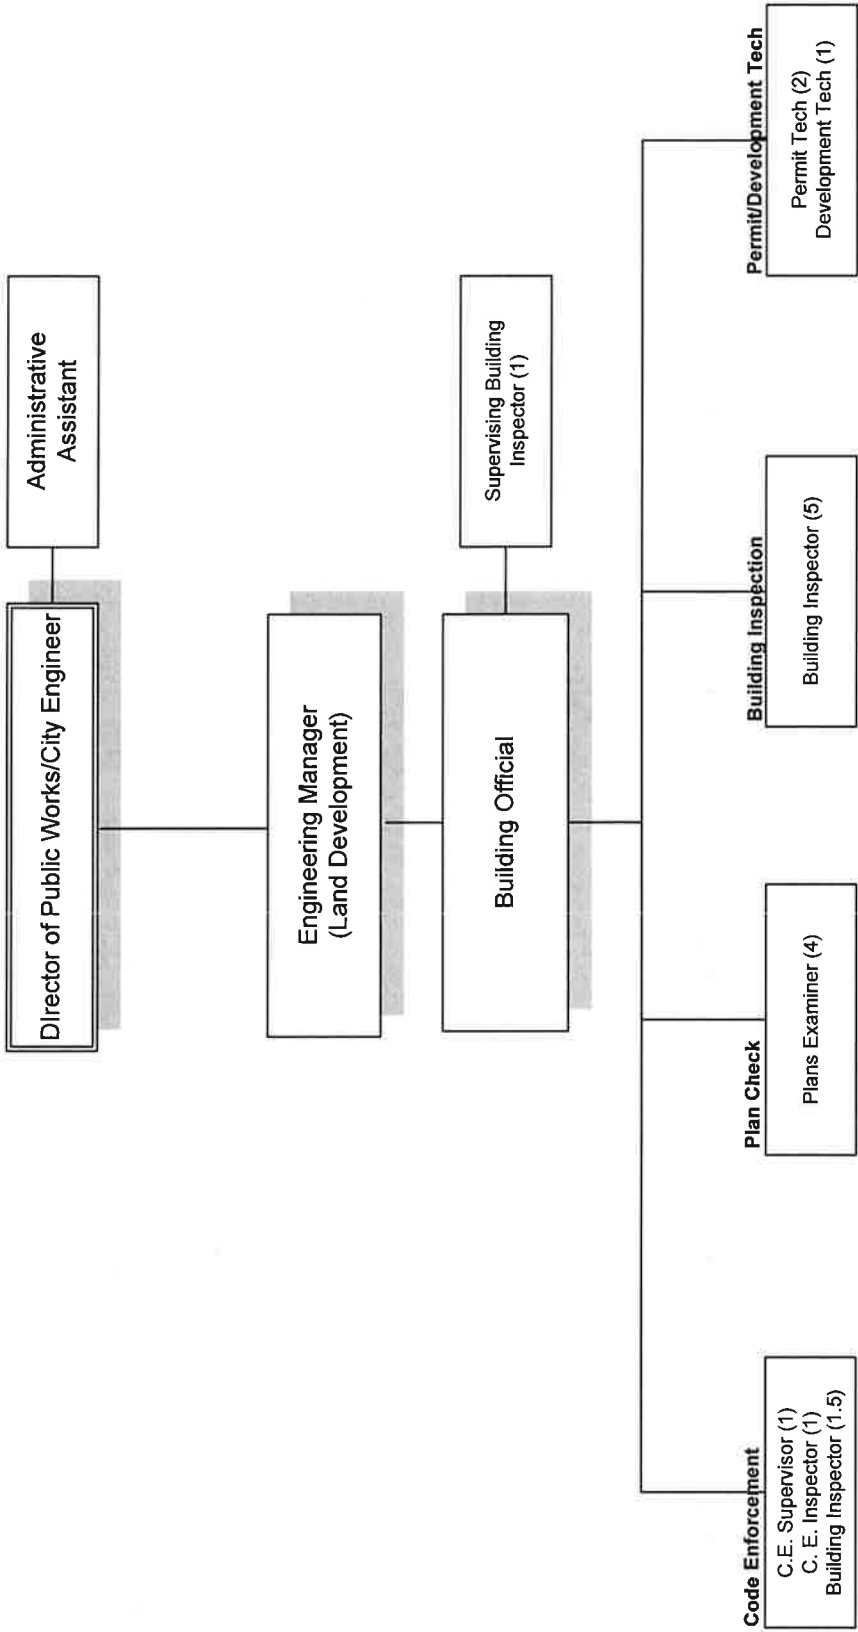 DIrector of Public Works/City Engineer
Administrative
Assistant
Engineering Manager
(Land Development)
Building Official
Supervising Building
Inspector (1)
Code Enforcement
C.E. Supervisor (1)
C. E. Inspector (1)
Building Inspector (1.5)
Plan Check
Plans Examiner (4)
Building Inspection
Building Inspector (5)
Permit/Development Tech
Permit Tech (2)
Development Tech (1)